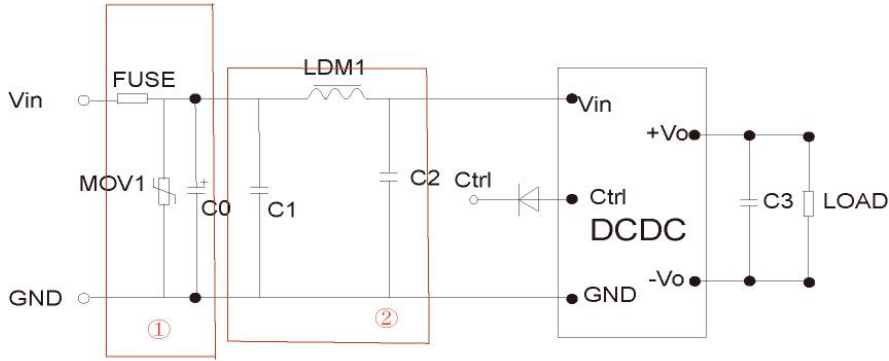 LDM1
FUSE
Vin
Vin
+Vo
MOV1
+
C0
C1
C2
Ctrl
Ctrl
C3
LOAD
DCDC
GND
GND
-Vo
①
②